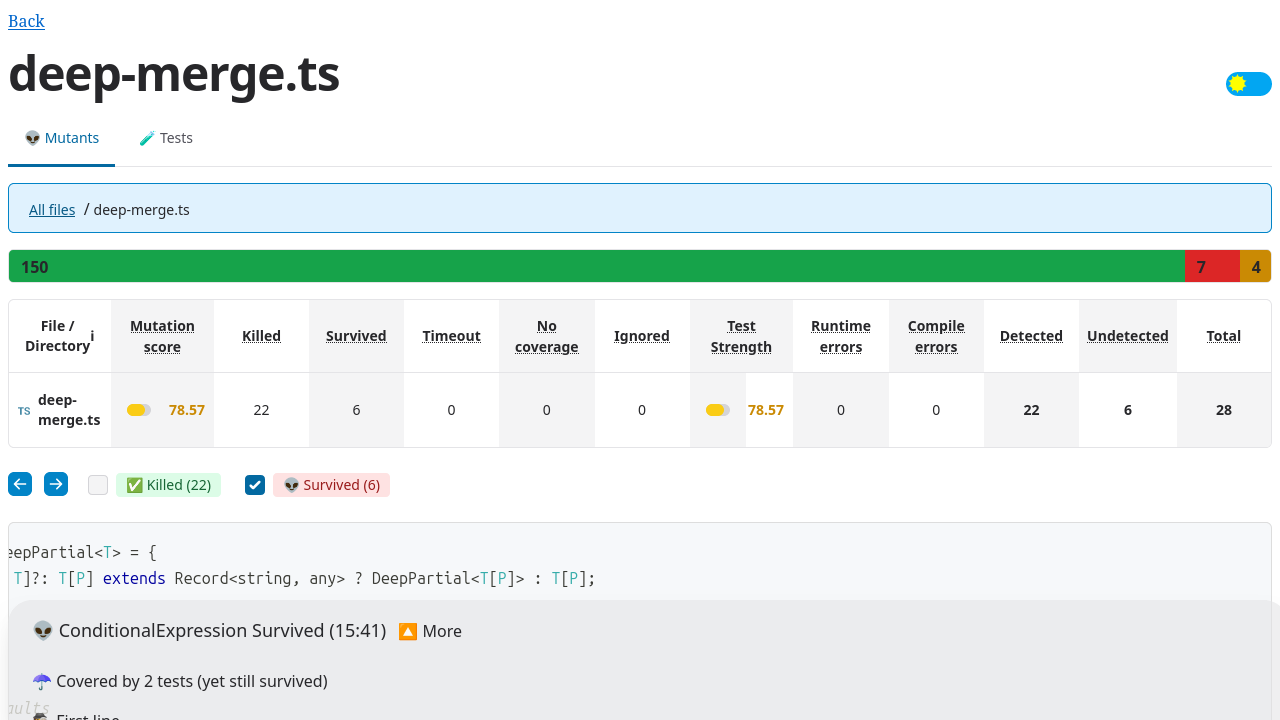 Back
deep-merge.ts
👽 Mutants 🧪 Tests
All files / deep-merge.ts
150 7 4
File / Directory i Mutation score Killed Survived Timeout No coverage Ignored Test Strength Runtime errors Compile errors Detected Undetected Total
TS deep-merge.ts 78.57 22 6 0 0 0 78.57 0 0 22 6 28
✅ Killed (22) 👽 Survived (6)
eepPartial<T> = {
T]?: T[P] extends Record<string, any> ? DeepPartial<T[P]> : T[P];
👽 ConditionalExpression Survived (15:41) 🔼 More
☂️ Covered by 2 tests (yet still survived)
aults
First line